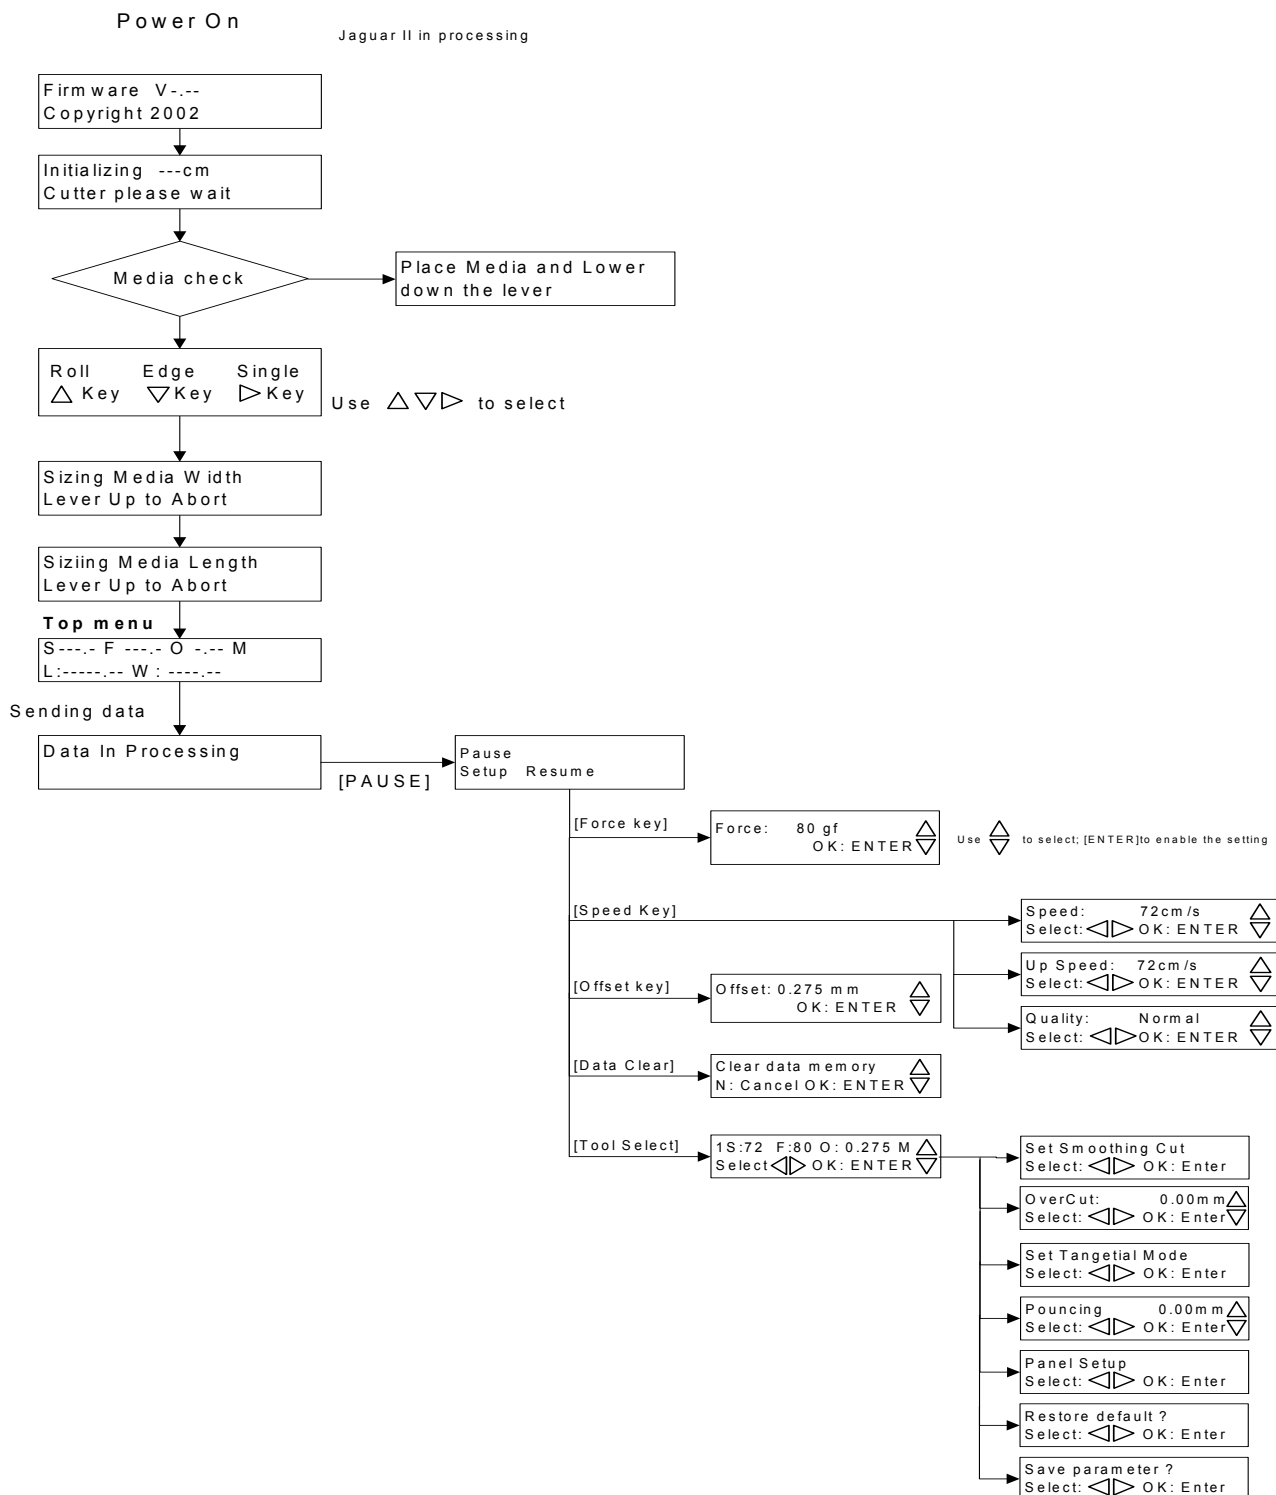 Power On
Jaguar II in processing
Firmware V-.--
Copyright 2002
Initializing ---cm
Cutter please wait
Media check
Place Media and Lower
down the lever
Roll Edge Single
△ Key ▽ Key ▷ Key
Use △ ▽ ▷ to select
Sizing Media Width
Lever Up to Abort
Siziing Media Length
Lever Up to Abort
Top menu
S---.- F ---.- O -.-- M
L:-----.-- W : ----.--
Sending data
Data In Processing
[PAUSE]
Pause
Setup Resume
[Force key]
Force: 80 gf △
OK: ENTER ▽
Use △ ▽ to select; [ENTER]to enable the setting
[Speed Key]
Speed: 72cm/s △
Select: ◁ ▷ OK: ENTER ▽
Up Speed: 72cm/s △
Select: ◁ ▷ OK: ENTER ▽
Quality: Normal △
Select: ◁ ▷ OK: ENTER ▽
[Offset key]
Offset: 0.275 mm △
OK: ENTER ▽
[Data Clear]
Clear data memory △
N: Cancel OK: ENTER ▽
[Tool Select]
1S:72 F:80 O: 0.275 M △
Select ◁ ▷ OK: ENTER ▽
Set Smoothing Cut
Select: ◁ ▷ OK: Enter
OverCut: 0.00mm △
Select: ◁ ▷ OK: Enter ▽
Set Tangetial Mode
Select: ◁ ▷ OK: Enter
Pouncing 0.00mm △
Select: ◁ ▷ OK: Enter ▽
Panel Setup
Select: ◁ ▷ OK: Enter
Restore default ?
Select: ◁ ▷ OK: Enter
Save parameter ?
Select: ◁ ▷ OK: Enter